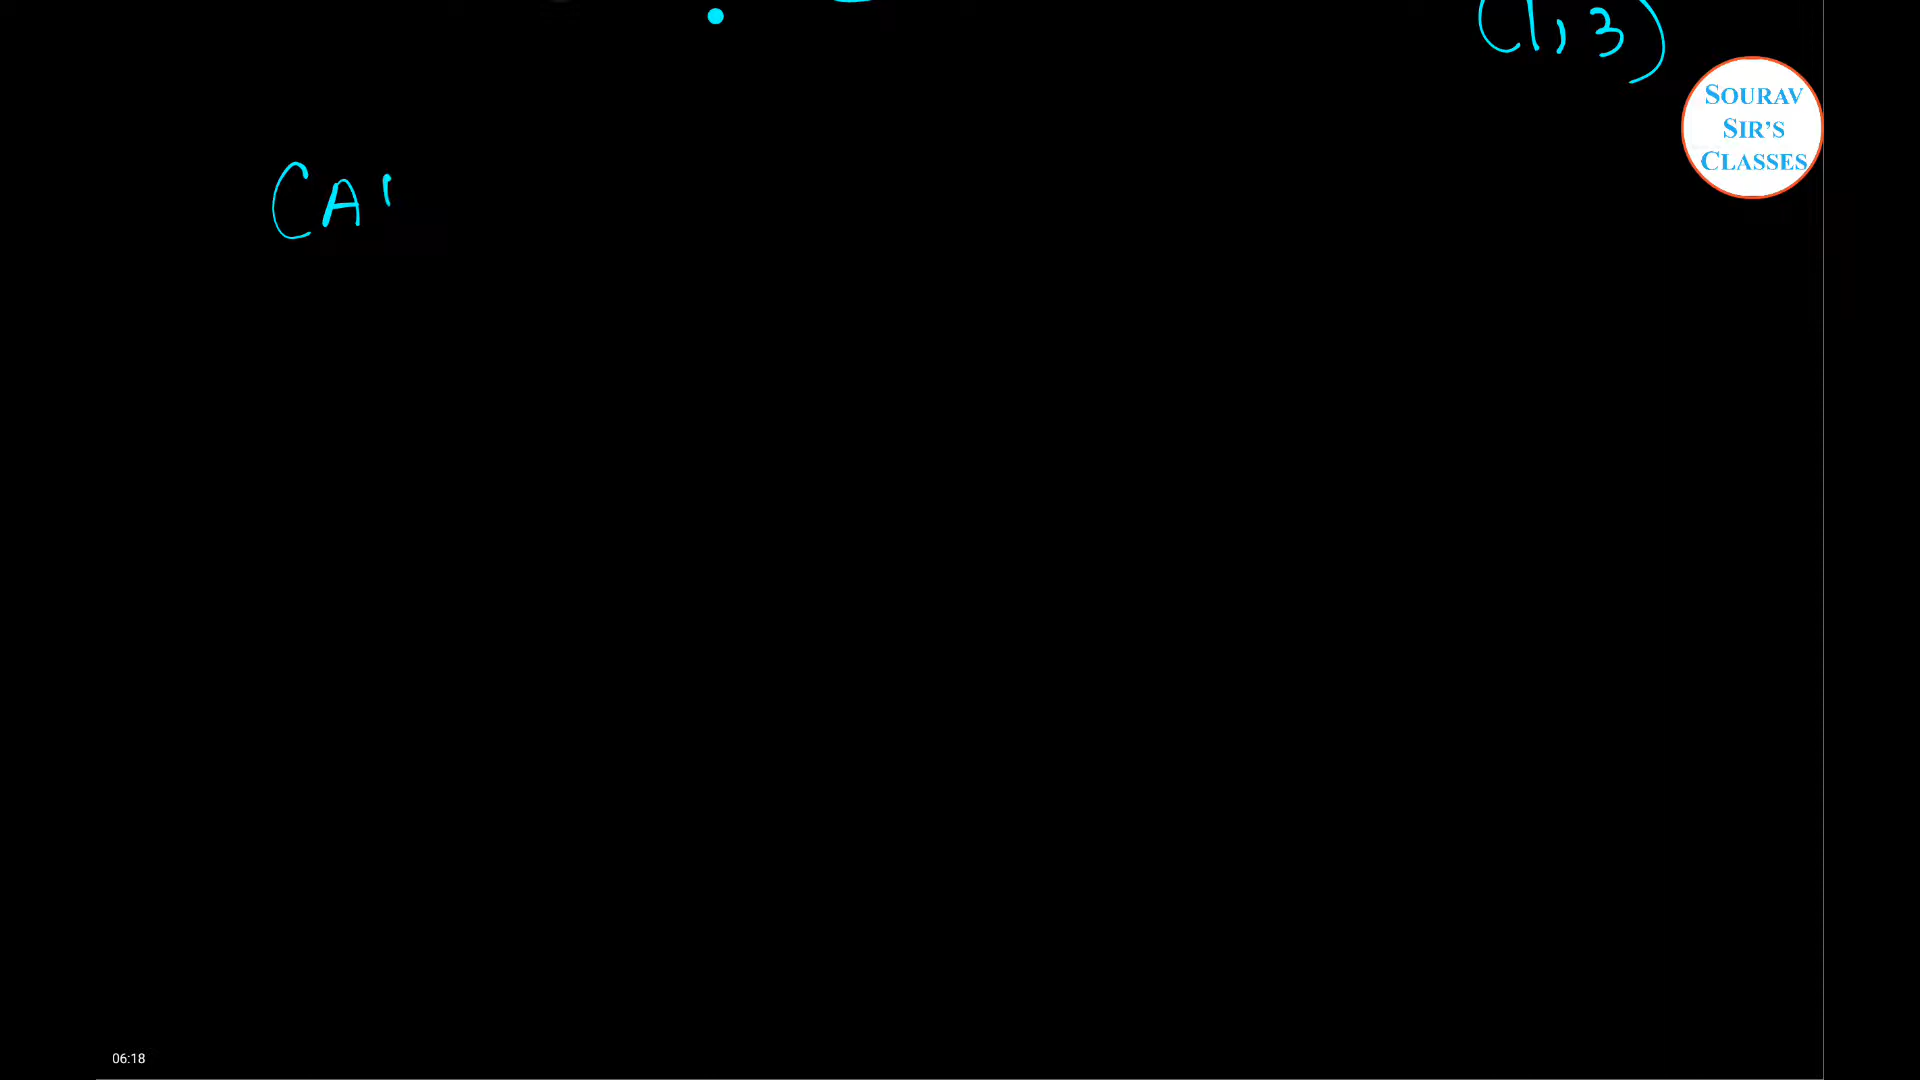 (1, 3)
SOURAV
SIR'S
CLASSES
CA
06:18